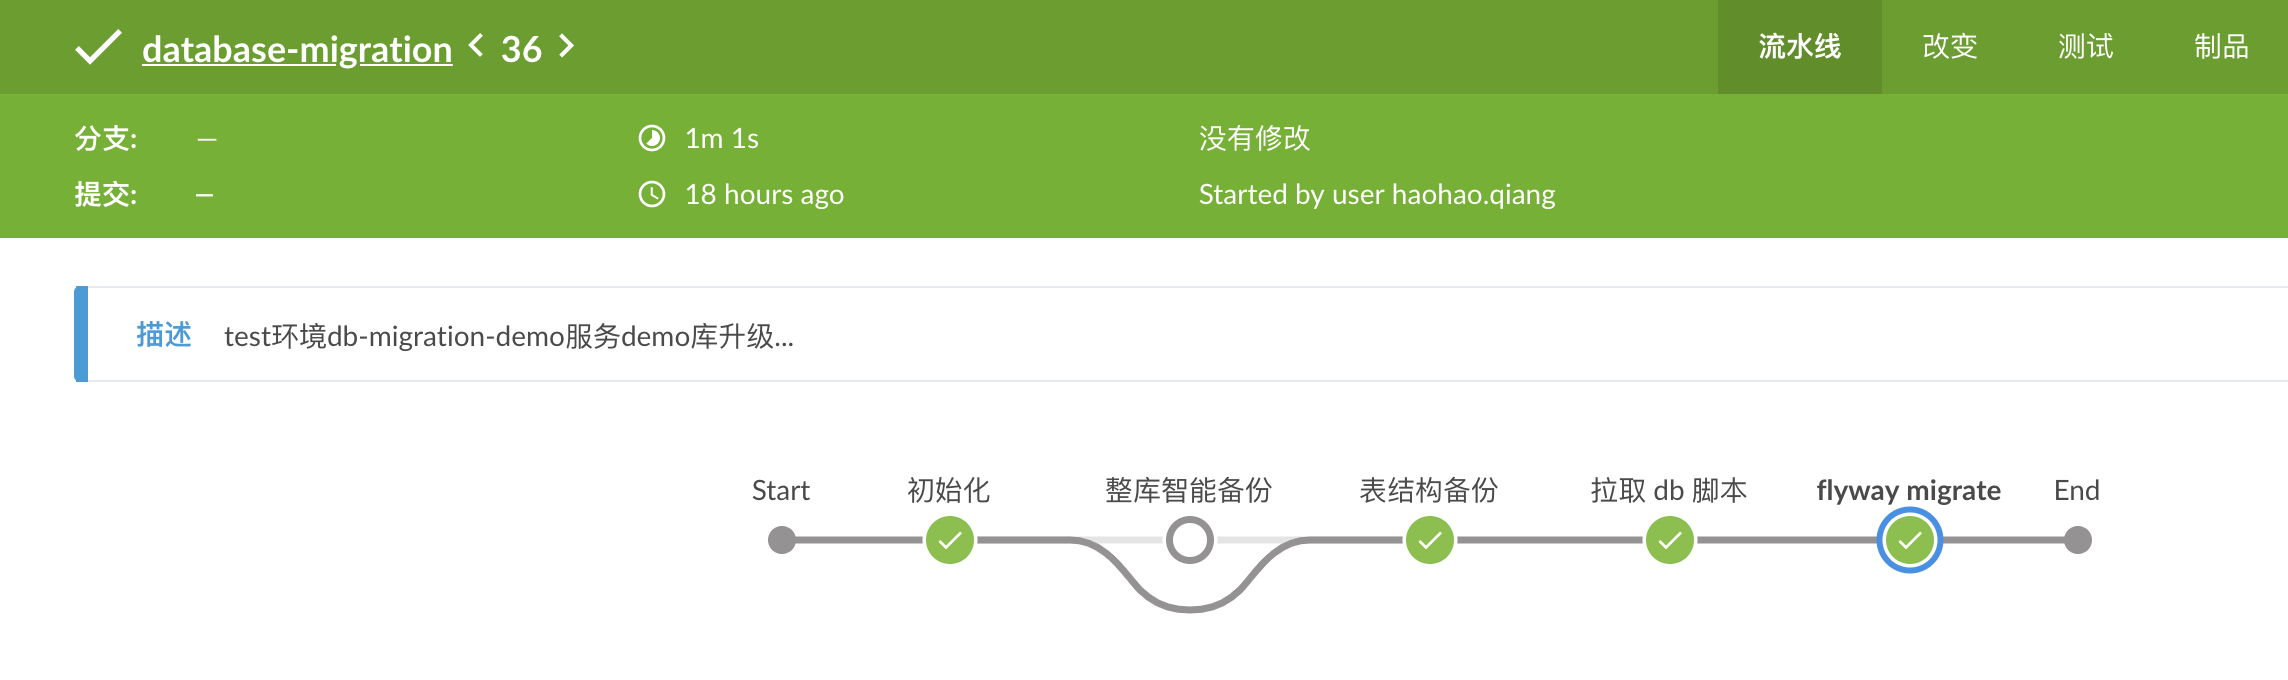 database-migration < 36 >
流水线 改变 测试 制品
分支: — 1m 1s 没有修改
提交: — 18 hours ago Started by user haohao.qiang
描述 test环境db-migration-demo服务demo库升级...
Start 初始化 整库智能备份 表结构备份 拉取 db 脚本 flyway migrate End